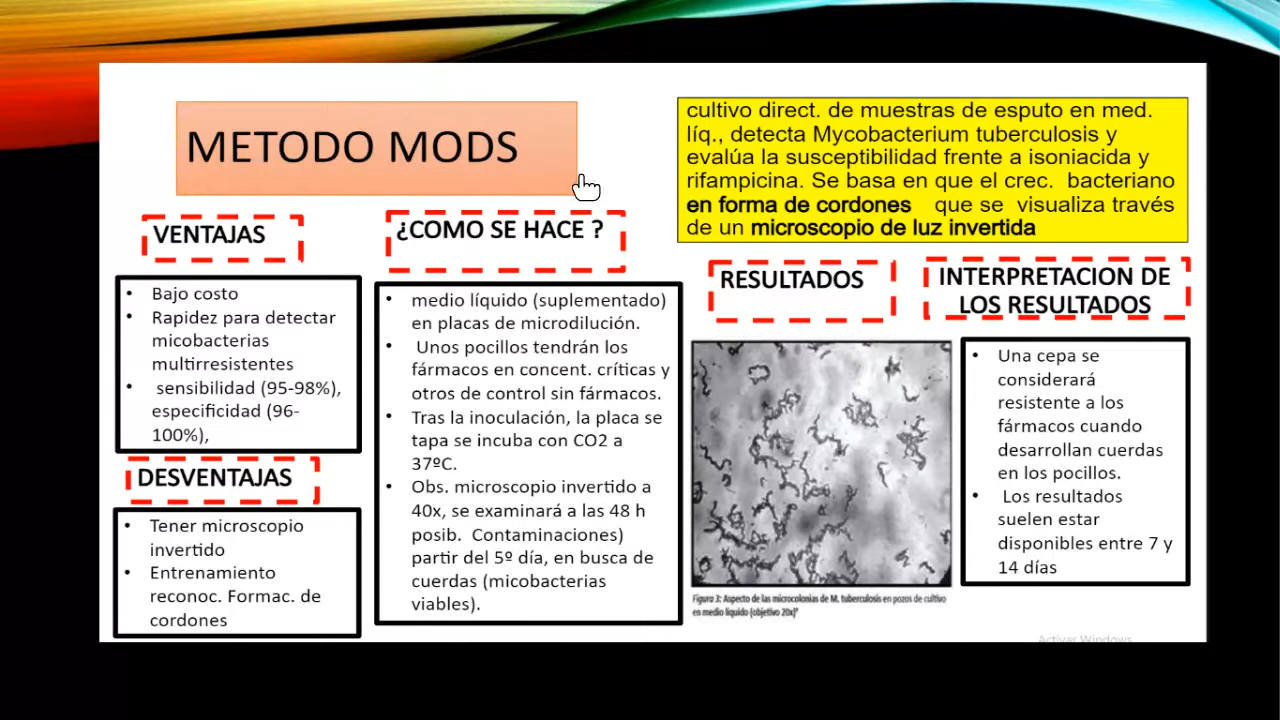 METODO MODS
cultivo direct. de muestras de esputo en med.
líq., detecta Mycobacterium tuberculosis y
evalúa la susceptibilidad frente a isoniacida y
rifampicina. Se basa en que el crec. bacteriano
en forma de cordones que se visualiza través
de un microscopio de luz invertida
VENTAJAS
• Bajo costo
• Rapidez para detectar
micobacterias
multirresistentes
• sensibilidad (95-98%),
especificidad (96-
100%),
DESVENTAJAS
• Tener microscopio
invertido
• Entrenamiento
reconoc. Formac. de
cordones
¿COMO SE HACE ?
• medio líquido (suplementado)
en placas de microdilución.
• Unos pocillos tendrán los
fármacos en concent. críticas y
otros de control sin fármacos.
• Tras la inoculación, la placa se
tapa se incuba con CO2 a
37ºC.
• Obs. microscopio invertido a
40x, se examinará a las 48 h
posib. Contaminaciones)
partir del 5º día, en busca de
cuerdas (micobacterias
viables).
RESULTADOS
Figura 3: Aspecto de las microcolonias de M. tuberculosis en pozos de cultivo
en medio líquido (objetivo 20x)
INTERPRETACION DE
LOS RESULTADOS
• Una cepa se
considerará
resistente a los
fármacos cuando
desarrollan cuerdas
en los pocillos.
• Los resultados
suelen estar
disponibles entre 7 y
14 días
Activar Windows